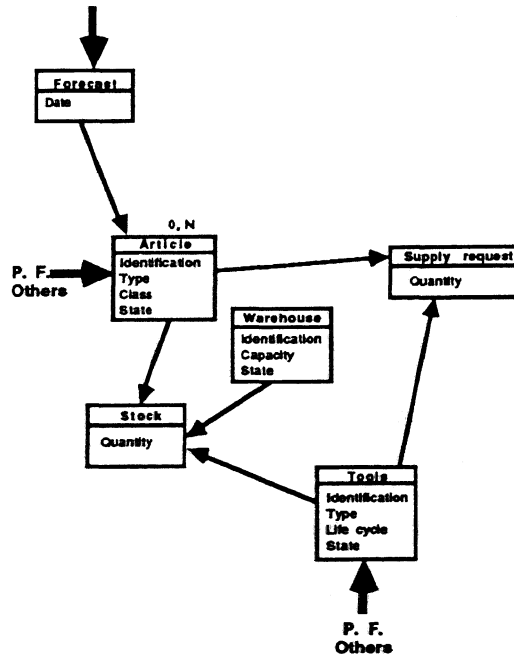 Forecast
Date
0, N
Article
Identification
Type
Class
State
P. F.
Others
Supply request
Quantity
Warehouse
Identification
Capacity
State
Stock
Quantity
Tools
Identification
Type
Life cycle
State
P. F.
Others